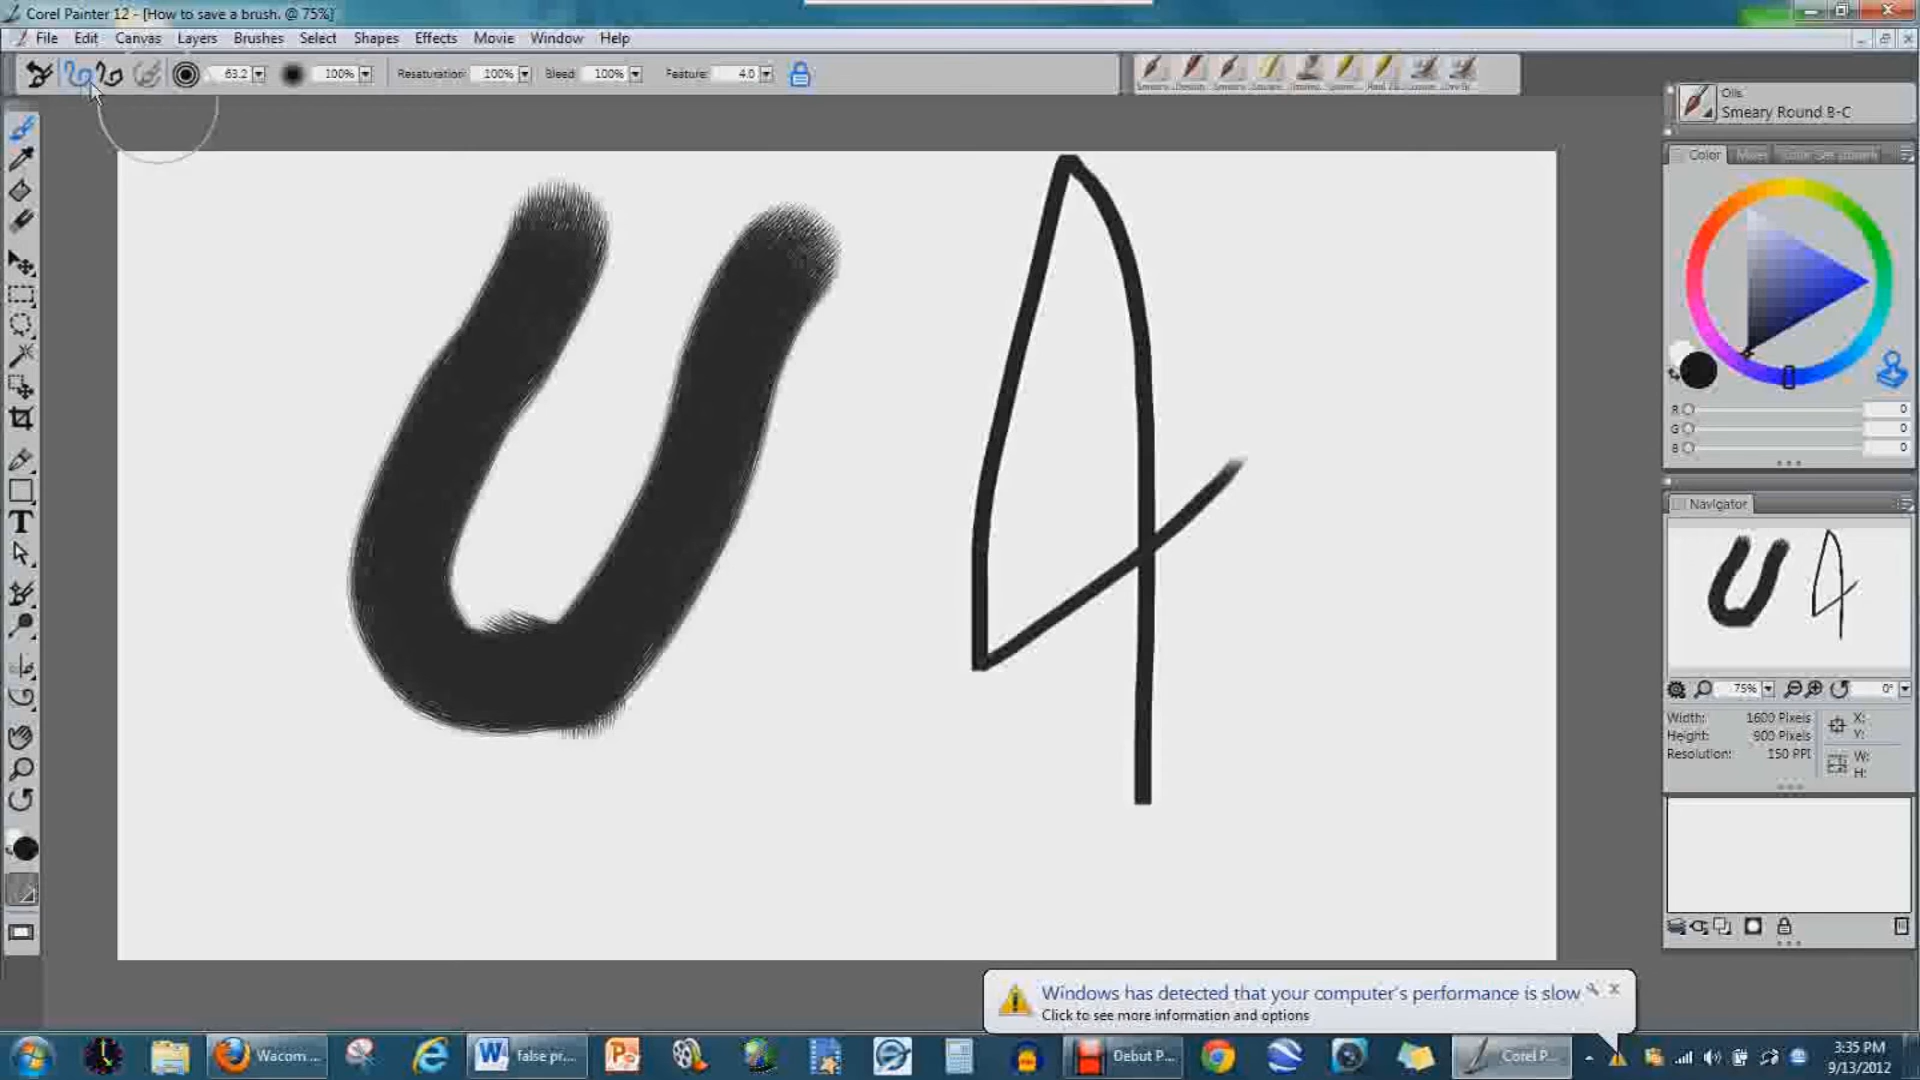 Corel Painter 12 - [How to save a brush. @ 75%]
File Edit Canvas Layers Brushes Select Shapes Effects Movie Window Help
63.2 100% Resaturation: 100% Bleed: 100% Feature: 4.0
Oils
Smeary Round B-C
Color
R 0
G 0
B 0
U 4
Navigator
75% 0°
Width: 1600 Pixels X:
Height: 900 Pixels Y:
Resolution: 150 PPI W:
H:
Windows has detected that your computer's performance is slow
Click to see more information and options
Wacom ... false pr... Debut P... Corel P...
3:35 PM
9/13/2012